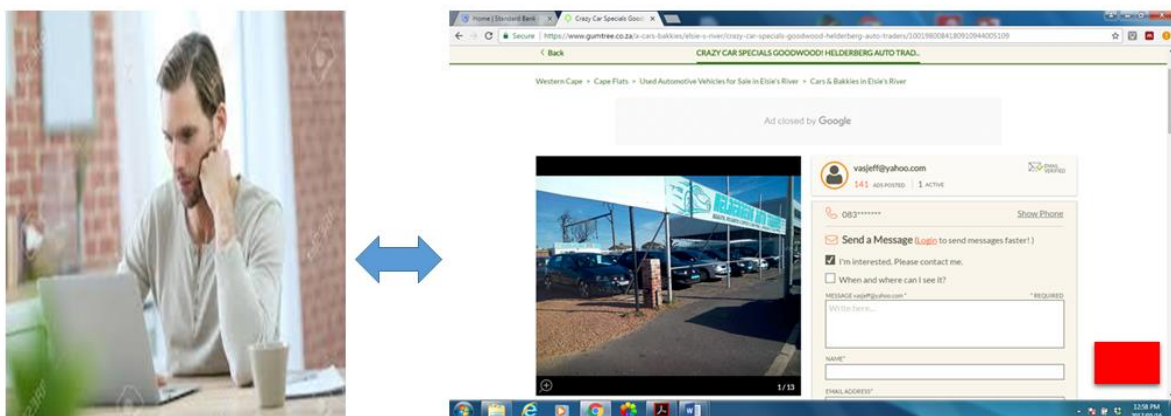 Home | Standard Bank
Crazy Car Specials Good
Secure
https://www.gumtree.co.za/a-cars-bakkies/elsie-s-river/crazy-car-specials-goodwood-helderberg-auto-traders/1001980084180910944005109
Back
CRAZY CAR SPECIALS GOODWOOD! HELDERBERG AUTO TRAD..
Western Cape > Cape Flats > Used Automotive Vehicles for Sale in Elsie's River > Cars & Bakkies in Elsie's River
Ad closed by Google
HELDERBERG AUTO
1/13
vasjeff@yahoo.com
EMAIL
VERIFIED
141 ADS POSTED
1 ACTIVE
083*******
Show Phone
Send a Message (Login to send messages faster! )
I'm interested. Please contact me.
When and where can I see it?
MESSAGE vasjeff@yahoo.com *
* REQUIRED
Write here...
NAME*
EMAIL ADDRESS*
12:58 PM